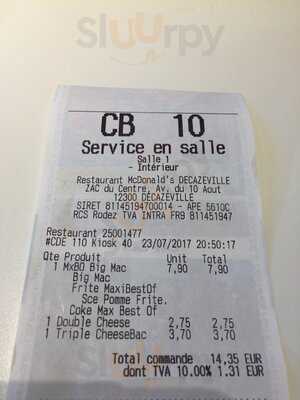 Sluurpy
CB 10
Service en salle
Salle 1
- Intérieur
Restaurant McDonald's DECAZEVILLE
ZAC du Centre, Av. du 10 Aout
12300 DECAZEVILLE
SIRET 81145194700014 - APE 5610C
RCS Rodez TVA INTRA FR9 811451947
Restaurant 25001477
#CDE 110 Kiosk 40 23/07/2017 20:50:17
Qte Produit Unit Total
1 MxBO Big Mac 7,90 7,90
Big Mac
Frite MaxiBestOf
Sce Pomme Frite.
Coke Max Best Of
1 Double Cheese 2,75 2,75
1 Triple CheeseBac 3,70 3,70
Total commande 14,35 EUR
dont TVA 10.00% 1.31 EUR
Sluurpy